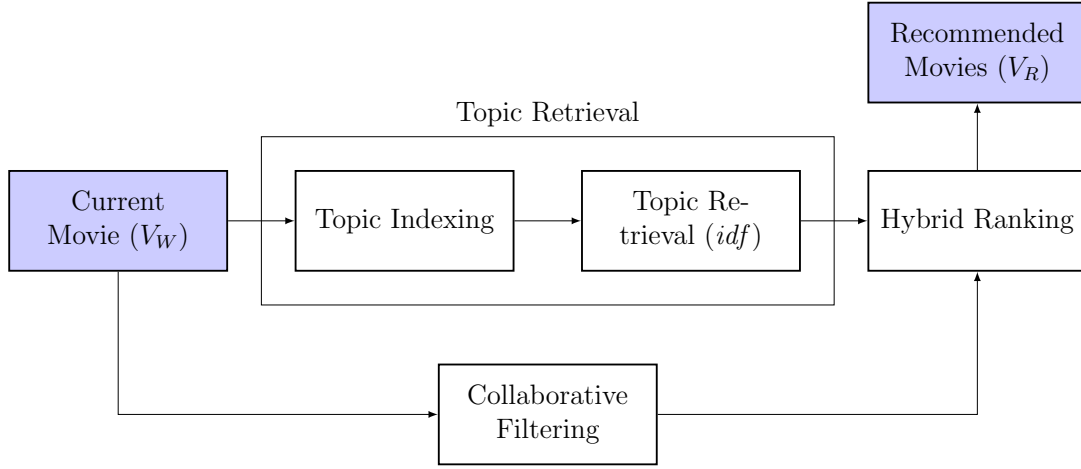 Recommended
Movies (V_R)
Topic Retrieval
Current
Movie (V_W)
Topic Indexing
Topic Re-
trieval (idf)
Hybrid Ranking
Collaborative
Filtering